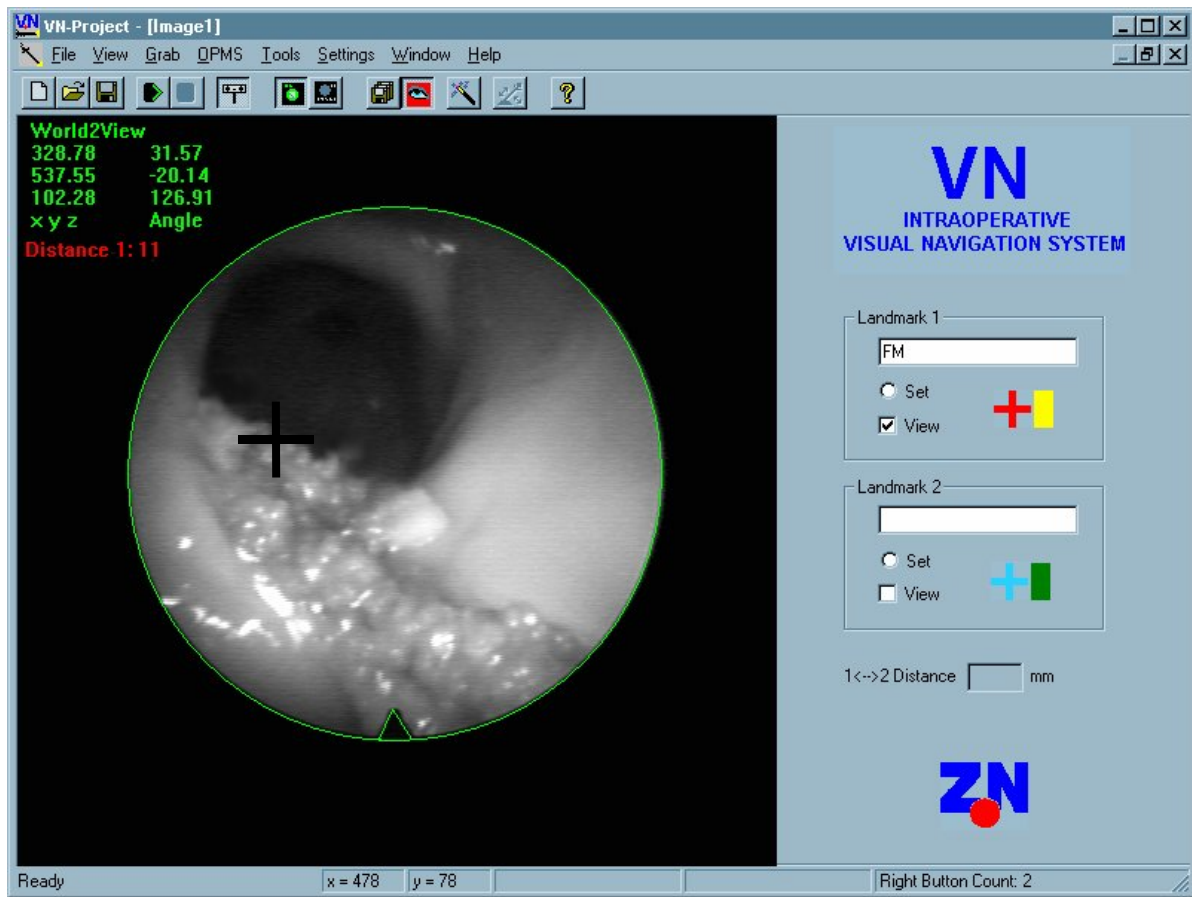 VN VN-Project - [Image1]
File View Grab OPMS Tools Settings Window Help
World2View
328.78 31.57
537.55 -20.14
102.28 126.91
x y z Angle
Distance 1: 11
VN
INTRAOPERATIVE
VISUAL NAVIGATION SYSTEM
Landmark 1
FM
Set
View
Landmark 2
Set
View
1<-->2 Distance mm
ZN
Ready x = 478 y = 78 Right Button Count: 2